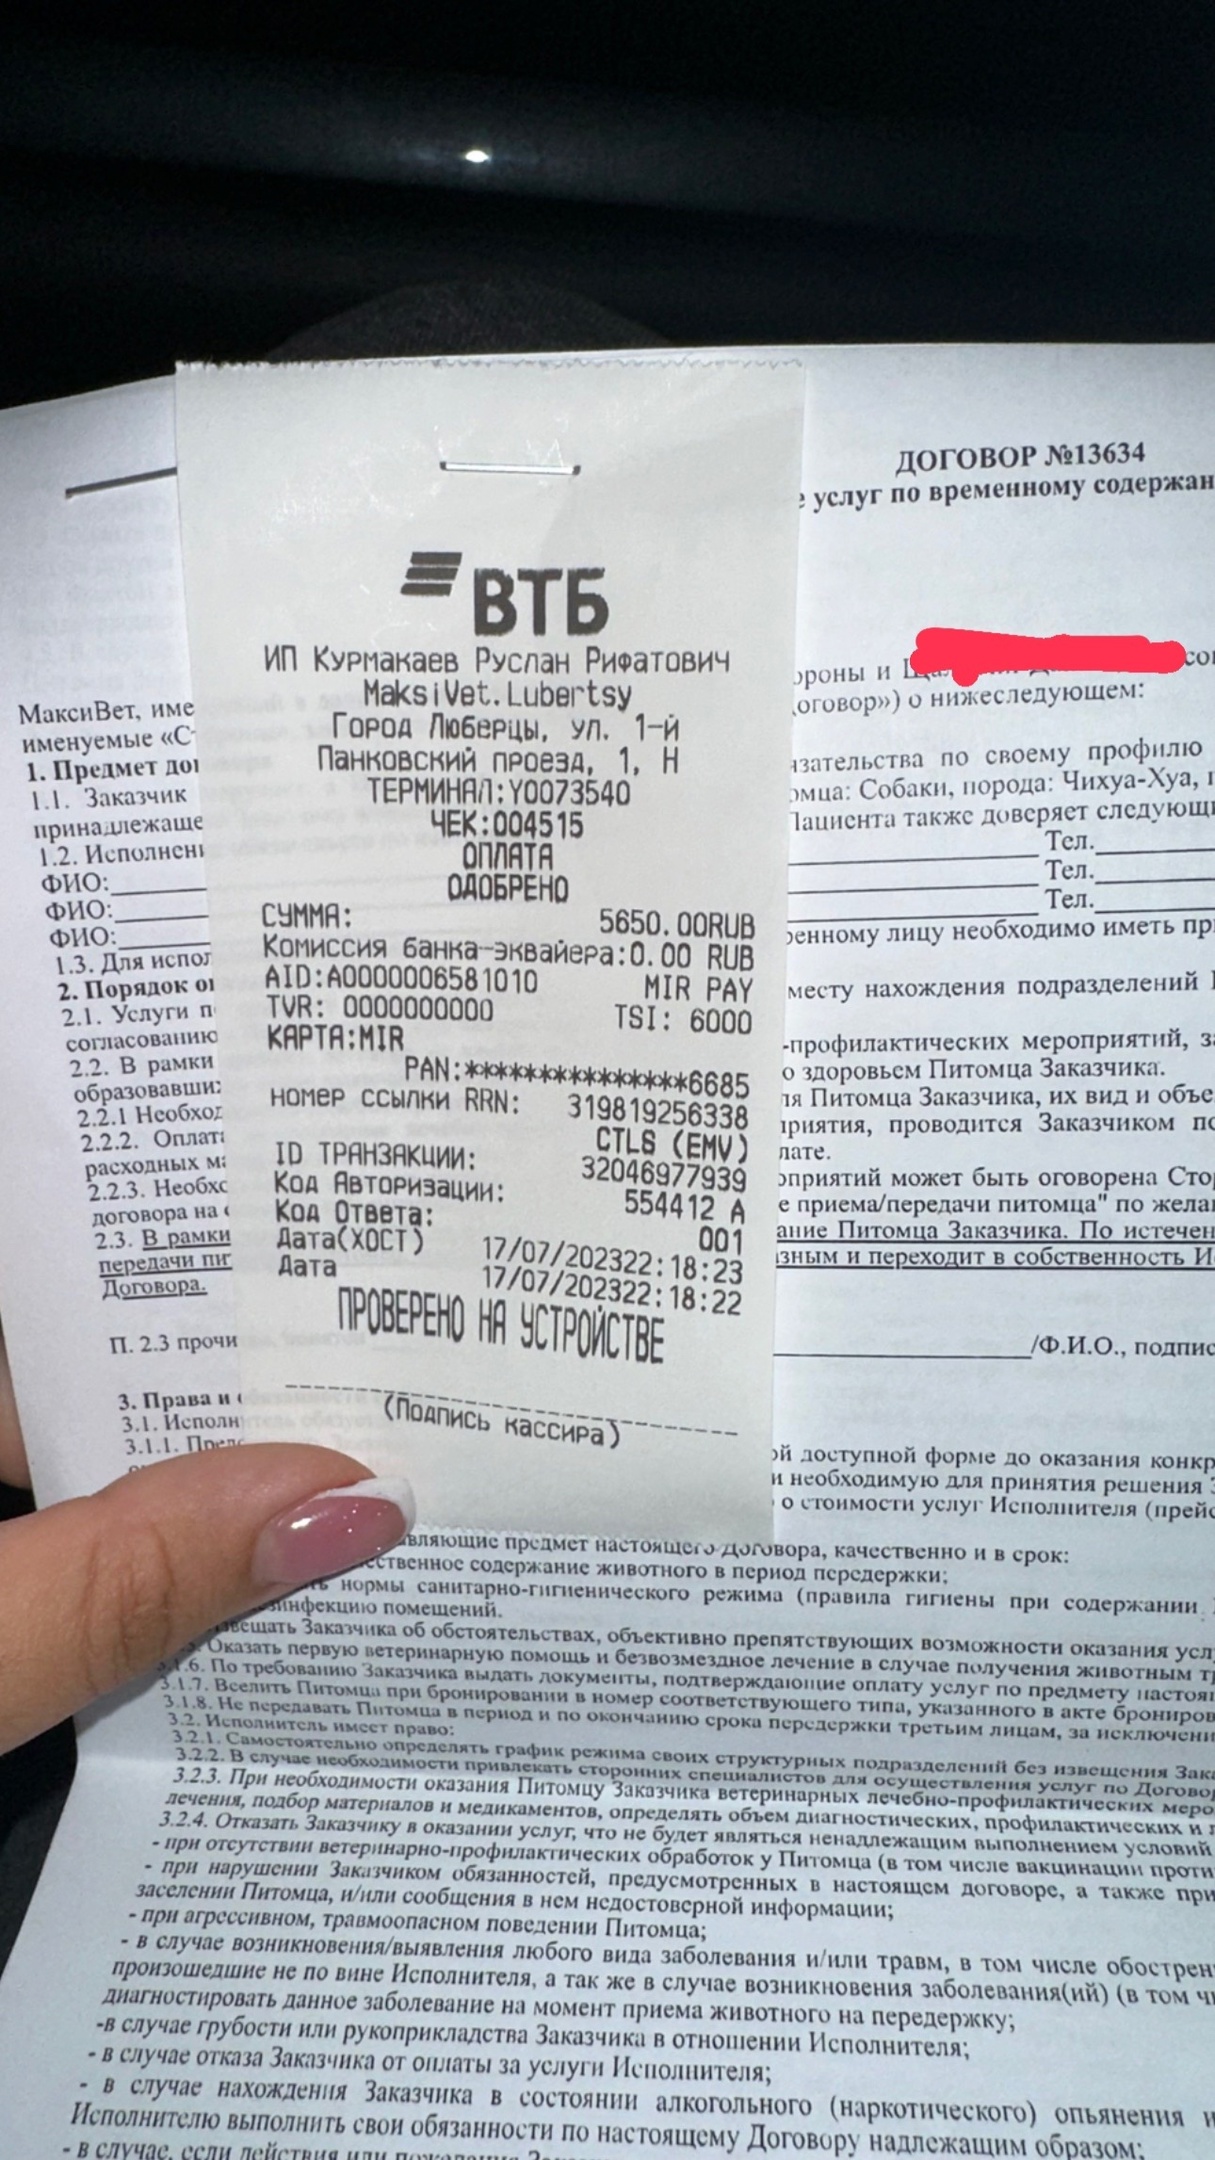 ДОГОВОР №13634
услуг по временному содержан
ВТБ
ИП Курмакаев Руслан Рифатович
MaksiVet.Lubertsy
Город Люберцы, ул. 1-й
Панковский проезд, 1, Н
ТЕРМИНАЛ:Y0073540
ЧЕК:004515
ОПЛАТА
ОДОБРЕНО
СУММА: 5650.00RUB
Комиссия банка-эквайера:0.00 RUB
AID:A0000006581010 MIR PAY
TVR: 0000000000 TSI: 6000
КАРТА:MIR
PAN:***************6685
номер ссылки RRN: 319819256338
CTLS (EMV)
ID ТРАНЗАКЦИИ: 32046977939
Код Авторизации: 554412 A
Код Ответа: 001
Дата(ХОСТ) 17/07/202322:18:23
Дата 17/07/202322:18:22
ПРОВЕРЕНО НА УСТРОЙСТВЕ
(Подпись кассира)
МаксиВет, име ороны и
именуемые «С оговор») о нижеследующем:
1. Предмет до
1.1. Заказчик язательства по своему профилю
принадлежаще омца: Собаки, порода: Чихуа-Хуа,
1.2. Исполнен Пациента также доверяет следующ
ФИО: Тел.
ФИО: Тел.
ФИО: Тел.
1.3. Для испол ренному лицу необходимо иметь пр
2. Порядок о
2.1. Услуги п месту нахождения подразделений
согласованию
2.2. В рамки -профилактических мероприятий, за
образовавши о здоровьем Питомца Заказчика.
2.2.1 Необход ля Питомца Заказчика, их вид и объе
2.2.2. Оплат приятия, проводится Заказчиком по
расходных ма лате.
2.2.3. Необхо оприятий может быть оговорена Сто
договора на е приема/передачи питомца" по жела
2.3. В рамки ание Питомца Заказчика. По истечен
передачи пи зным и переходит в собственность И
Договора.
П. 2.3 прочи /Ф.И.О., подпис
3. Права и
3.1. Исполн
3.1.1. Пред ой доступной форме до оказания конкр
и необходимую для принятия решения
о стоимости услуг Исполнителя (прейс
вляющие предмет настоящего Договора, качественно и в срок:
ественное содержание животного в период передержки;
нормы санитарно-гигиенического режима (правила гигиены при содержании
зинфекцию помещений.
звещать Заказчика об обстоятельствах, объективно препятствующих возможности оказания усл
Оказать первую ветеринарную помощь и безвозмездное лечение в случае получения животным т
3.1.6. По требованию Заказчика выдать документы, подтверждающие оплату услуг по предмету настоя
3.1.7. Вселить Питомца при бронировании в номер соответствующего типа, указанного в акте брониров
3.1.8. Не передавать Питомца в период и по окончанию срока передержки третьим лицам, за исключени
3.2. Исполнитель имеет право:
3.2.1. Самостоятельно определять график режима своих структурных подразделений без извещения Зака
3.2.2. В случае необходимости привлекать сторонних специалистов для осуществления услуг по Договор
3.2.3. При необходимости оказания Питомцу Заказчика ветеринарных лечебно-профилактических меро
лечения, подбор материалов и медикаментов, определять объем диагностических, профилактических и
3.2.4. Отказать Заказчику в оказании услуг, что не будет являться ненадлежащим выполнением условий
- при отсутствии ветеринарно-профилактических обработок у Питомца (в том числе вакцинации проти
- при нарушении Заказчиком обязанностей, предусмотренных в настоящем договоре, а также при
заселении Питомца, и/или сообщения в нем недостоверной информации;
- при агрессивном, травмоопасном поведении Питомца;
- в случае возникновения/выявления любого вида заболевания и/или травм, в том числе обострен
произошедшие не по вине Исполнителя, а так же в случае возникновения заболевания(ий) (в том ч
диагностировать данное заболевание на момент приема животного на передержку;
-в случае грубости или рукоприкладства Заказчика в отношении Исполнителя;
- в случае отказа Заказчика от оплаты за услуги Исполнителя;
- в случае нахождения Заказчика в состоянии алкогольного (наркотического) опьянения и
Исполнителю выполнить свои обязанности по настоящему Договору надлежащим образом;
- в случае, если действия или